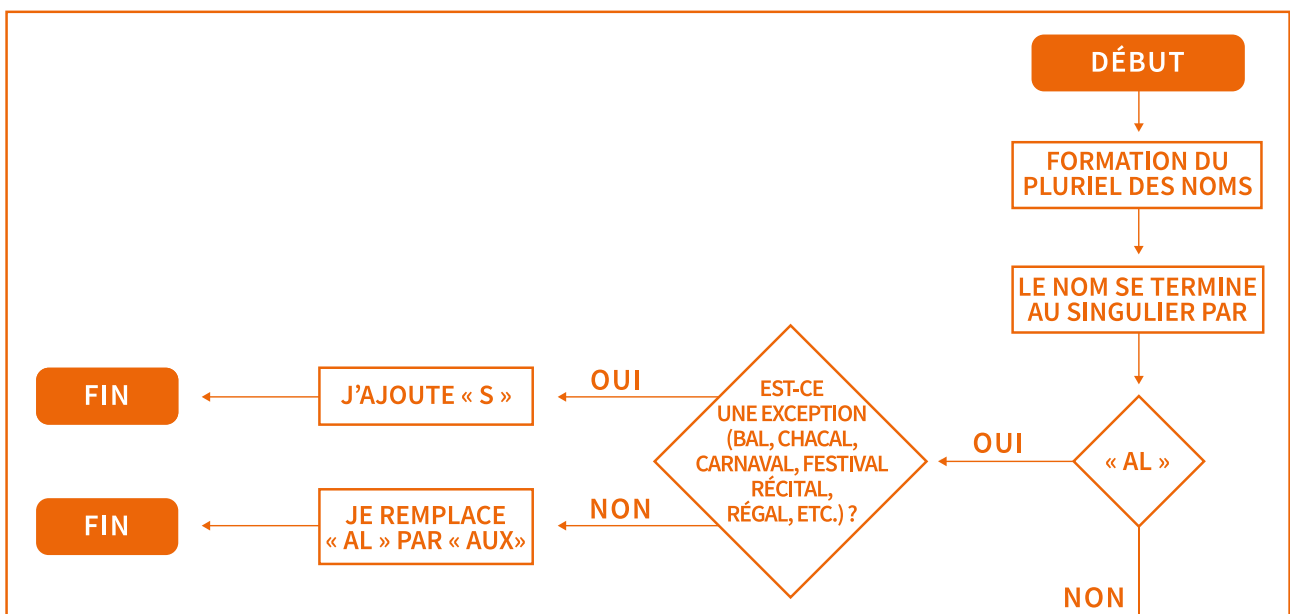 DÉBUT
FORMATION DU
PLURIEL DES NOMS
LE NOM SE TERMINE
AU SINGULIER PAR
« AL »
OUI
NON
EST-CE
UNE EXCEPTION
(BAL, CHACAL,
CARNAVAL, FESTIVAL
RÉCITAL,
RÉGAL, ETC.) ?
OUI
J'AJOUTE « S »
FIN
NON
JE REMPLACE
« AL » PAR « AUX»
FIN